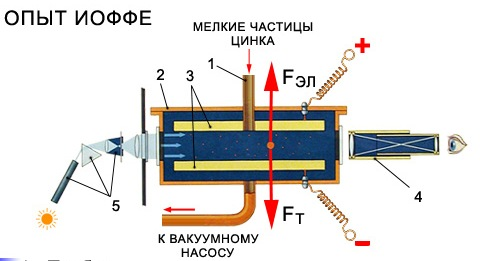 ОПЫТ ИОФФЕ
МЕЛКИЕ ЧАСТИЦЫ
ЦИНКА
1
+
FЭЛ
2
3
4
5
FТ
–
К ВАКУУМНОМУ
НАСОСУ